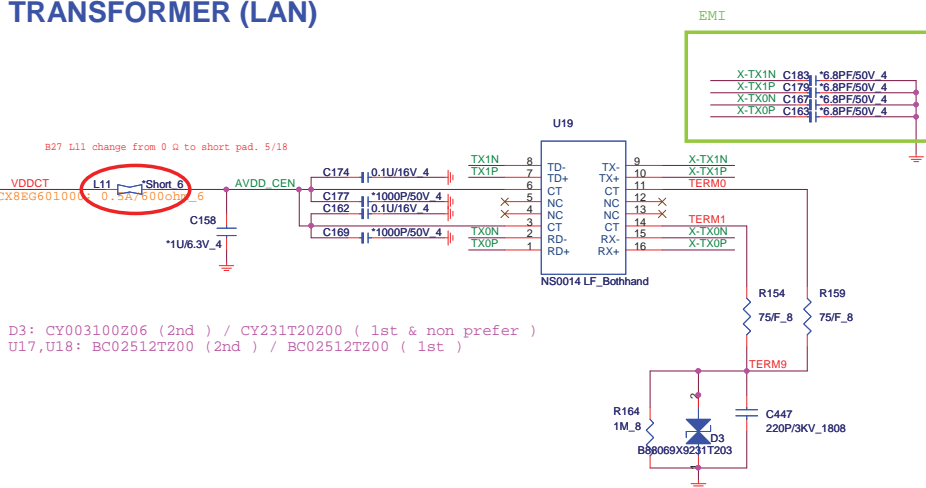 TRANSFORMER (LAN)
EMI
X-TX1N C183 *6.8PF/50V_4
X-TX1P C179 *6.8PF/50V_4
X-TX0N C167 *6.8PF/50V_4
X-TX0P C163 *6.8PF/50V_4
U19
B27 L11 change from 0 Ω to short pad. 5/18
TX1N 8 TD- TX- 9 X-TX1N
C174 0.1U/16V_4 TX1P 7 TD+ TX+ 10 X-TX1P
VDDCT L11 *Short_6 AVDD_CEN 6 CT CT 11 TERM0
CX8EG601000: 0.5A/600ohm_6
C177 *1000P/50V_4 5 NC NC 12
C162 0.1U/16V_4 4 NC NC 13
C158 3 CT CT 14 TERM1
C169 *1000P/50V_4 TX0N 2 RD- RX- 15 X-TX0N
*1U/6.3V_4 TX0P 1 RD+ RX+ 16 X-TX0P
NS0014 LF_Bothhand
R154 R159
75/F_8 75/F_8
D3: CY003100Z06 (2nd ) / CY231T20Z00 ( 1st & non prefer )
U17,U18: BC02512TZ00 (2nd ) / BC02512TZ00 ( 1st )
TERM9
2
R164 C447
1M_8 220P/3KV_1808
D3
B88069X9231T203
1